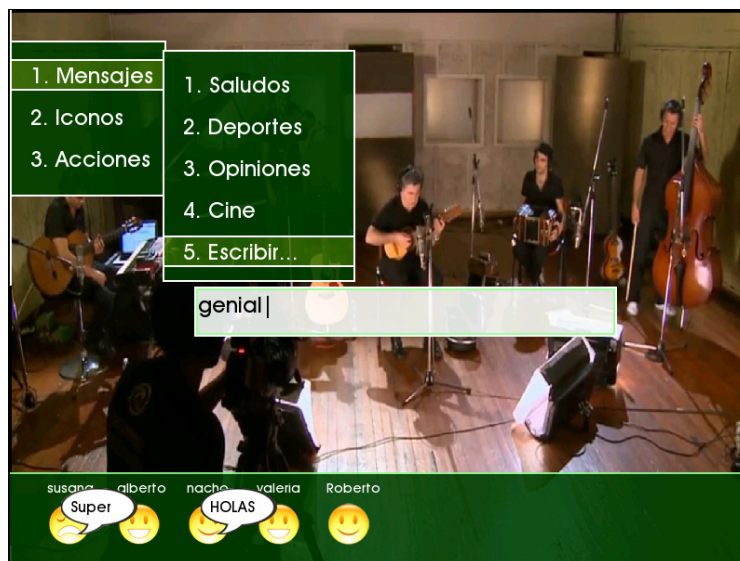 1. Mensajes
2. Iconos
3. Acciones
1. Saludos
2. Deportes
3. Opiniones
4. Cine
5. Escribir...
genial
susana alberto nacho valeria Roberto
Super HOLAS